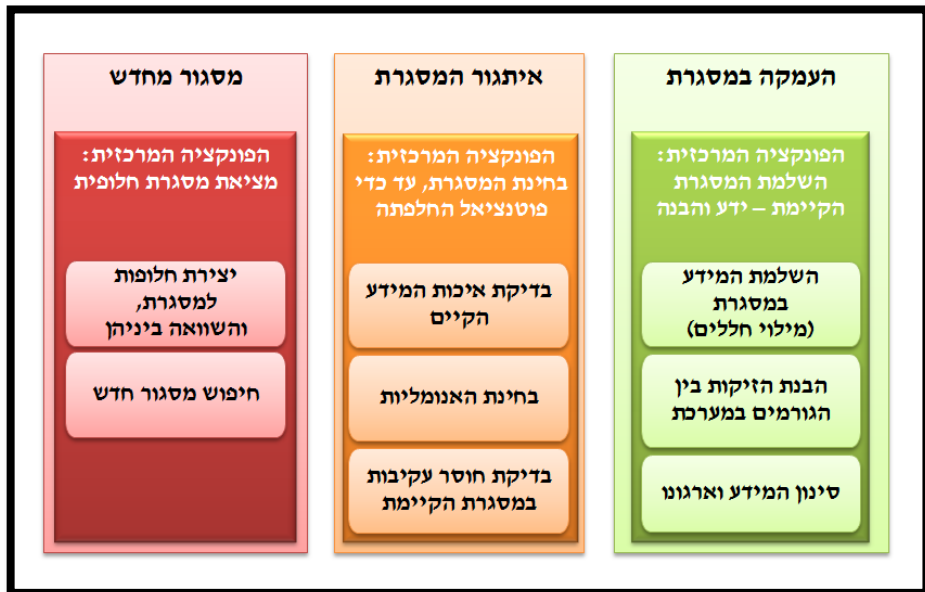 העמקה במסגרת
הפונקציה המרכזית:
השלמת המסגרת
הקיימת – ידע והבנה
השלמת המידע
במסגרת
(מילוי חללים)
הבנת הזיקות בין
הגורמים במערכת
סינון המידע וארגונו
איתגור המסגרת
הפונקציה המרכזית:
בחינת המסגרת, עד כדי
פוטנציאל החלפתה
בדיקת איכות המידע
הקיים
בחינת האנומליות
בדיקת חוסר עקיבות
במסגרת הקיימת
מסגור מחדש
הפונקציה המרכזית:
מציאת מסגרת חלופית
יצירת חלופות
למסגרת,
והשוואה ביניהן
חיפוש מסגור חדש